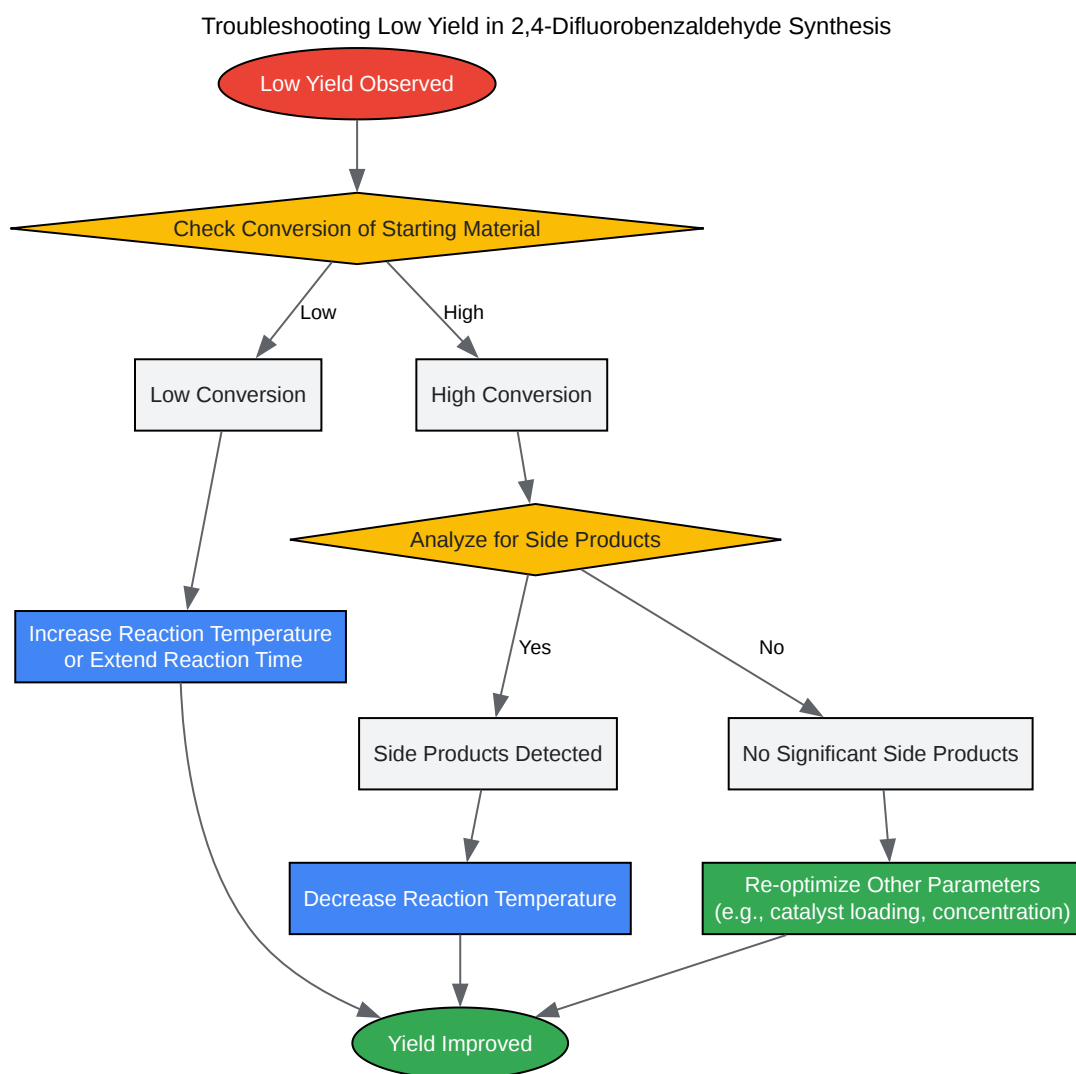 Troubleshooting Low Yield in 2,4-Difluorobenzaldehyde Synthesis
Low Yield Observed
Check Conversion of Starting Material
Low
High
Low Conversion
High Conversion
Analyze for Side Products
Increase Reaction Temperature
or Extend Reaction Time
Yes
No
Side Products Detected
No Significant Side Products
Decrease Reaction Temperature
Re-optimize Other Parameters
(e.g., catalyst loading, concentration)
Yield Improved